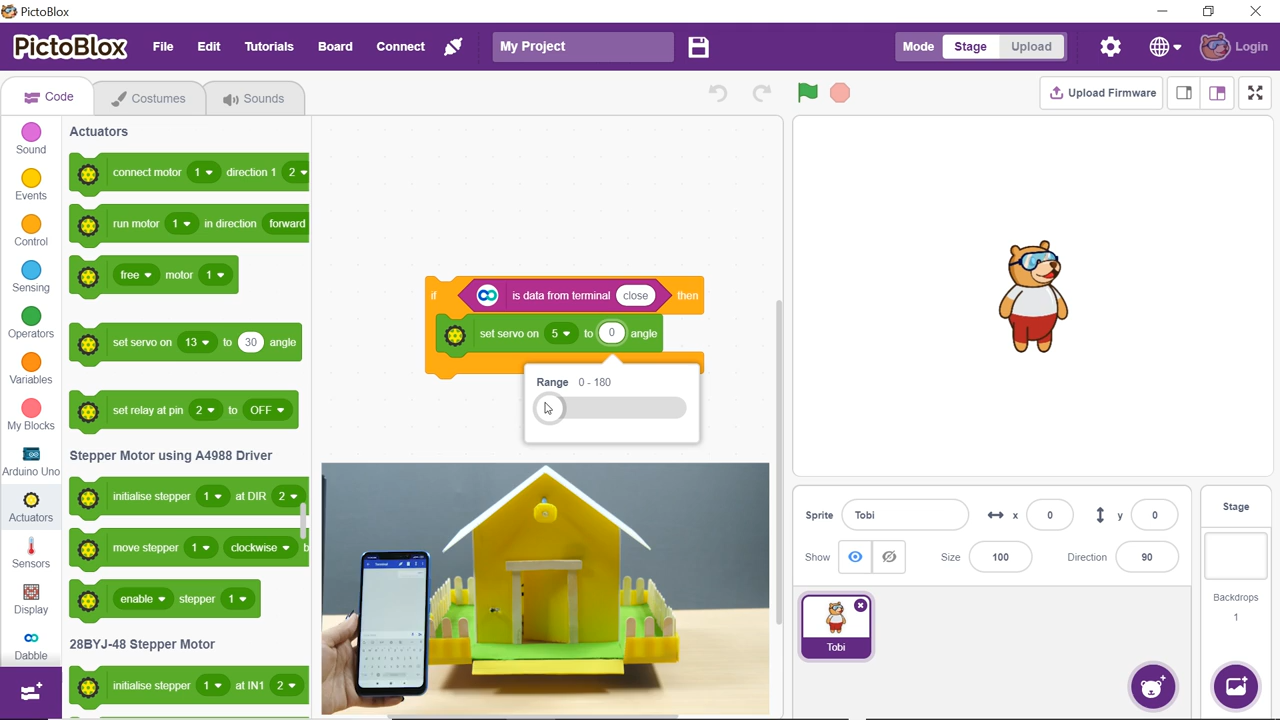 PictoBlox
PictoBlox File Edit Tutorials Board Connect My Project Mode Stage Upload Login
Code Costumes Sounds Upload Firmware
Sound
Events
Control
Sensing
Operators
Variables
My Blocks
Arduino Uno
Actuators
Sensors
Display
Dabble
Actuators
connect motor 1 direction 1 2
run motor 1 in direction forward
free motor 1
set servo on 13 to 30 angle
set relay at pin 2 to OFF
Stepper Motor using A4988 Driver
initialise stepper 1 at DIR 2
move stepper 1 clockwise b
enable stepper 1
28BYJ-48 Stepper Motor
initialise stepper 1 at IN1 2
if is data from terminal close then
set servo on 5 to 0 angle
Range 0 - 180
Sprite Tobi x 0 y 0
Show Size 100 Direction 90
Tobi
Stage
Backdrops
1